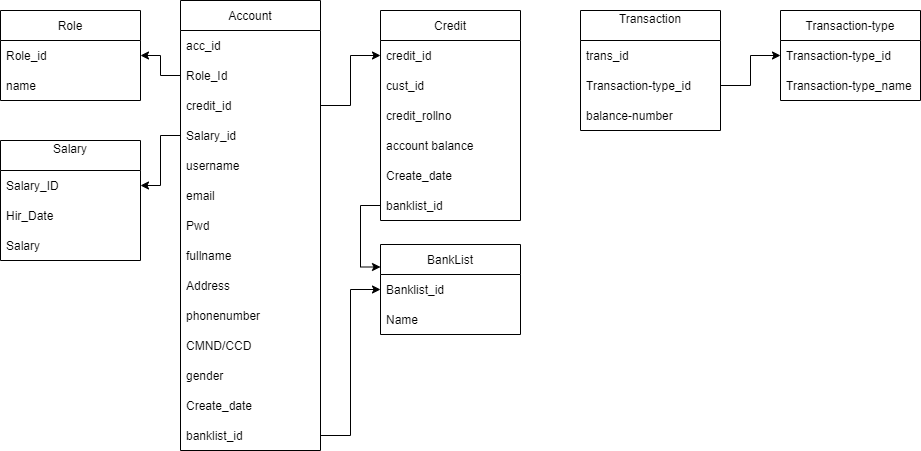 Role
Role_id
name
Salary
Salary_ID
Hir_Date
Salary
Account
acc_id
Role_Id
credit_id
Salary_id
username
email
Pwd
fullname
Address
phonenumber
CMND/CCD
gender
Create_date
banklist_id
Credit
credit_id
cust_id
credit_rollno
account balance
Create_date
banklist_id
BankList
Banklist_id
Name
Transaction
trans_id
Transaction-type_id
balance-number
Transaction-type
Transaction-type_id
Transaction-type_name